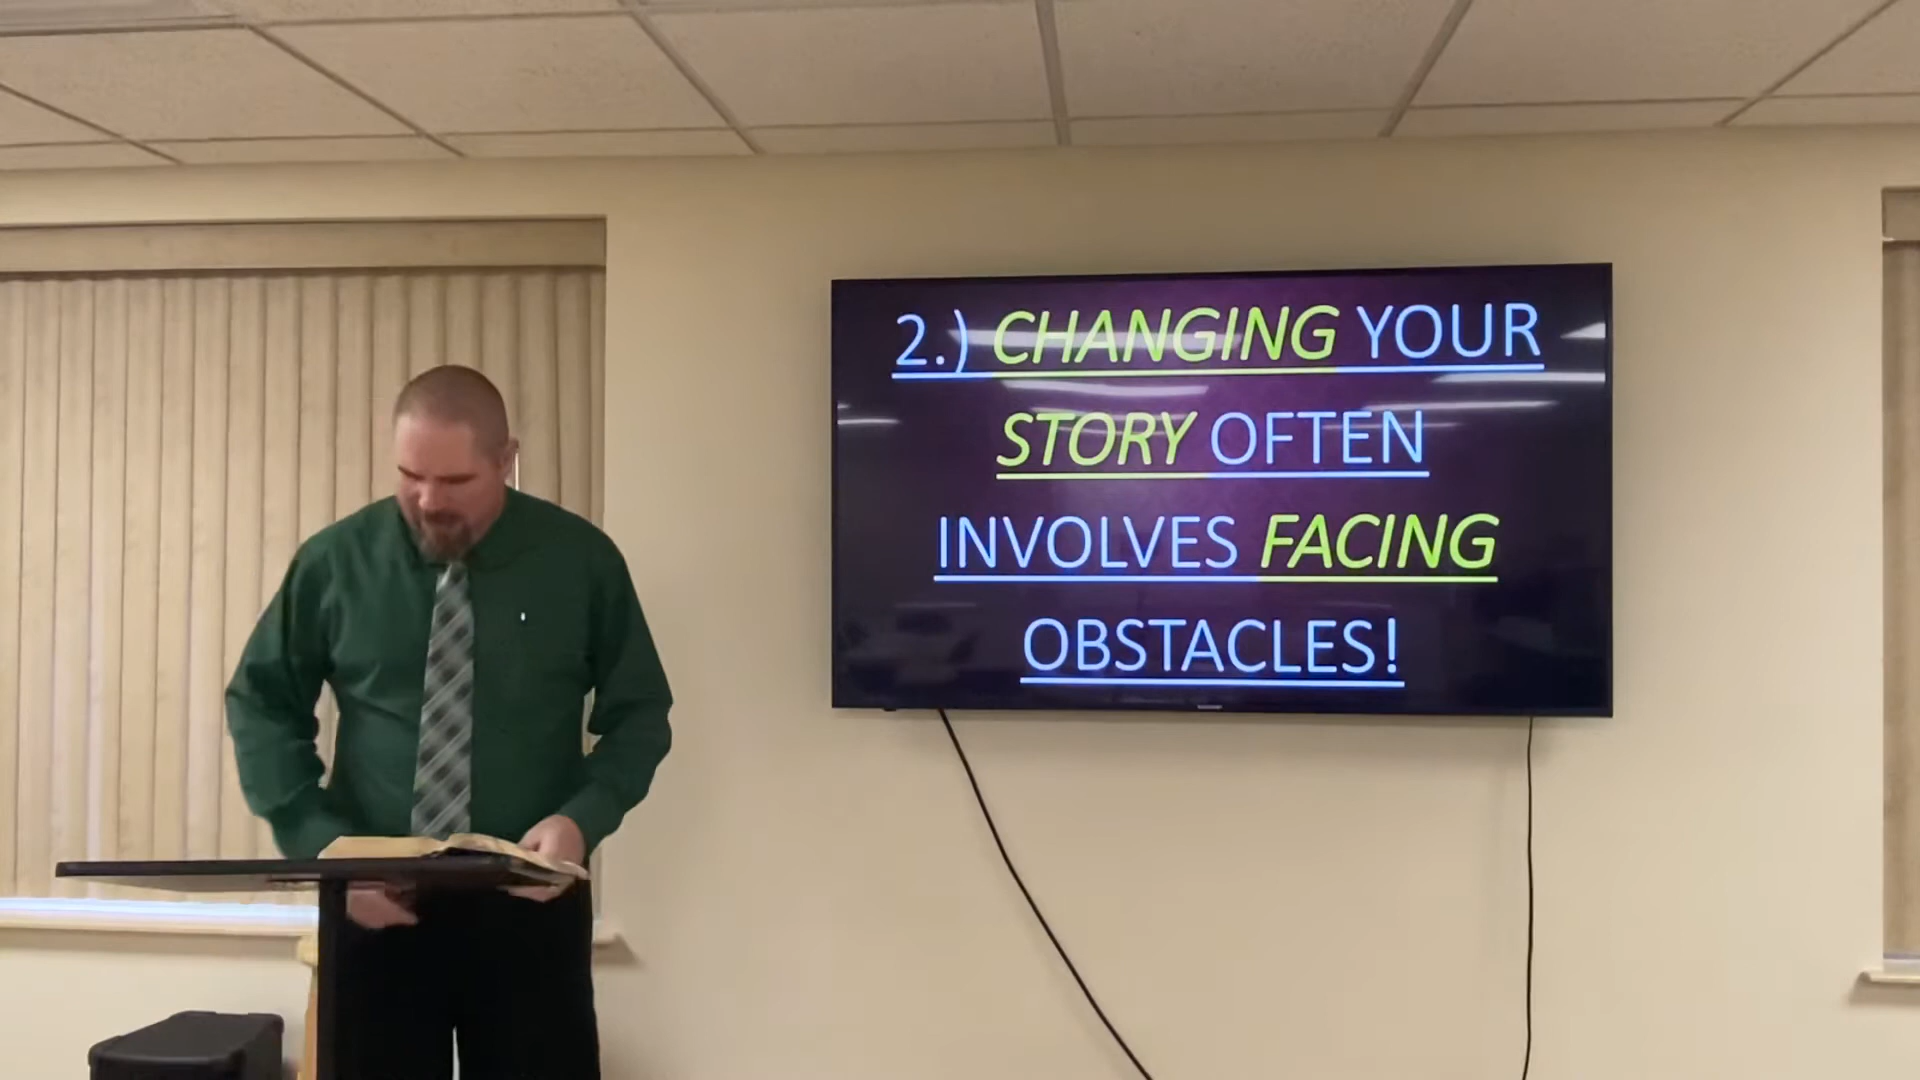 2.) CHANGING YOUR
STORY OFTEN
INVOLVES FACING
OBSTACLES!